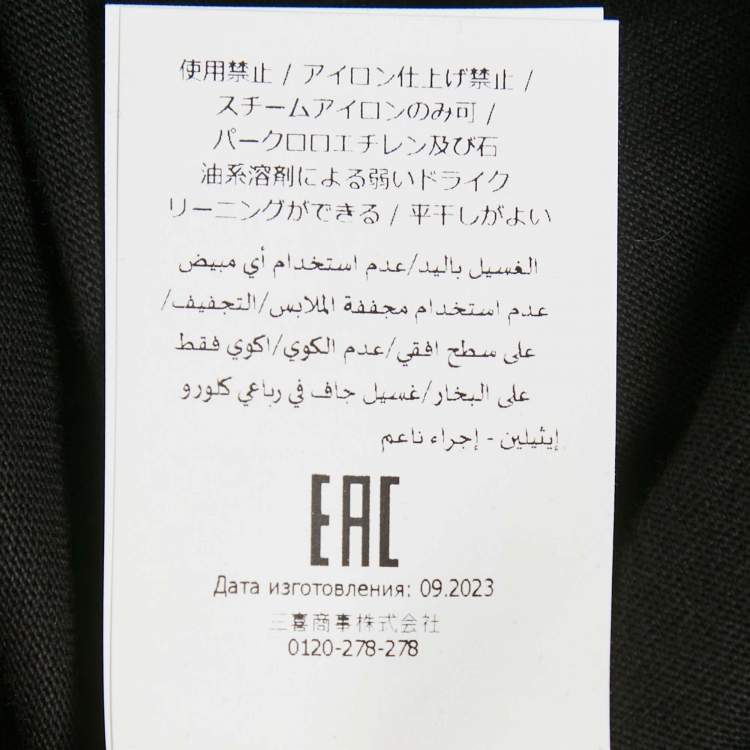 使用禁止 / アイロン仕上げ禁止 /
スチームアイロンのみ可 /
パークロロエチレン及び石
油系溶剤による弱いドライク
リーニングができる / 平干しがよい
الغسيل باليد/عدم استخدام أي مبيض
عدم استخدام مجففة الملابس/التجفيف/
على سطح افقي/عدم الكوي/اكوي فقط
على البخار/غسيل جاف في رباعي كلورو
إيثيلين - إجراء ناعم
EAC
Дата изготовления: 09.2023
三喜商事株式会社
0120-278-278